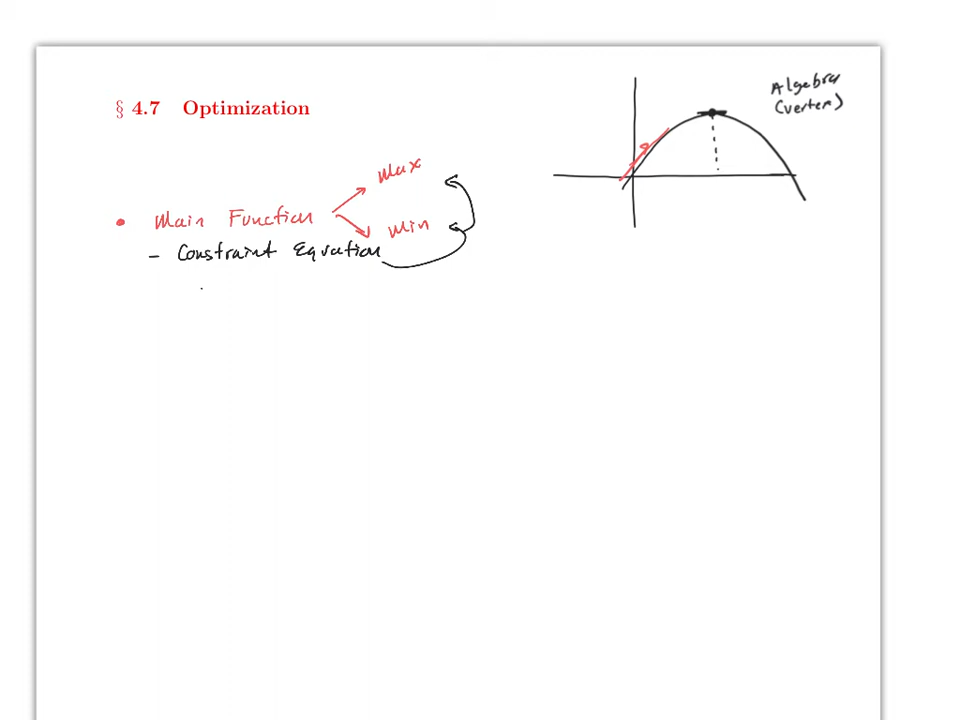 § 4.7 Optimization
Algebra
(vertex)
Max
• Main Function
Min
- Constraint Equation